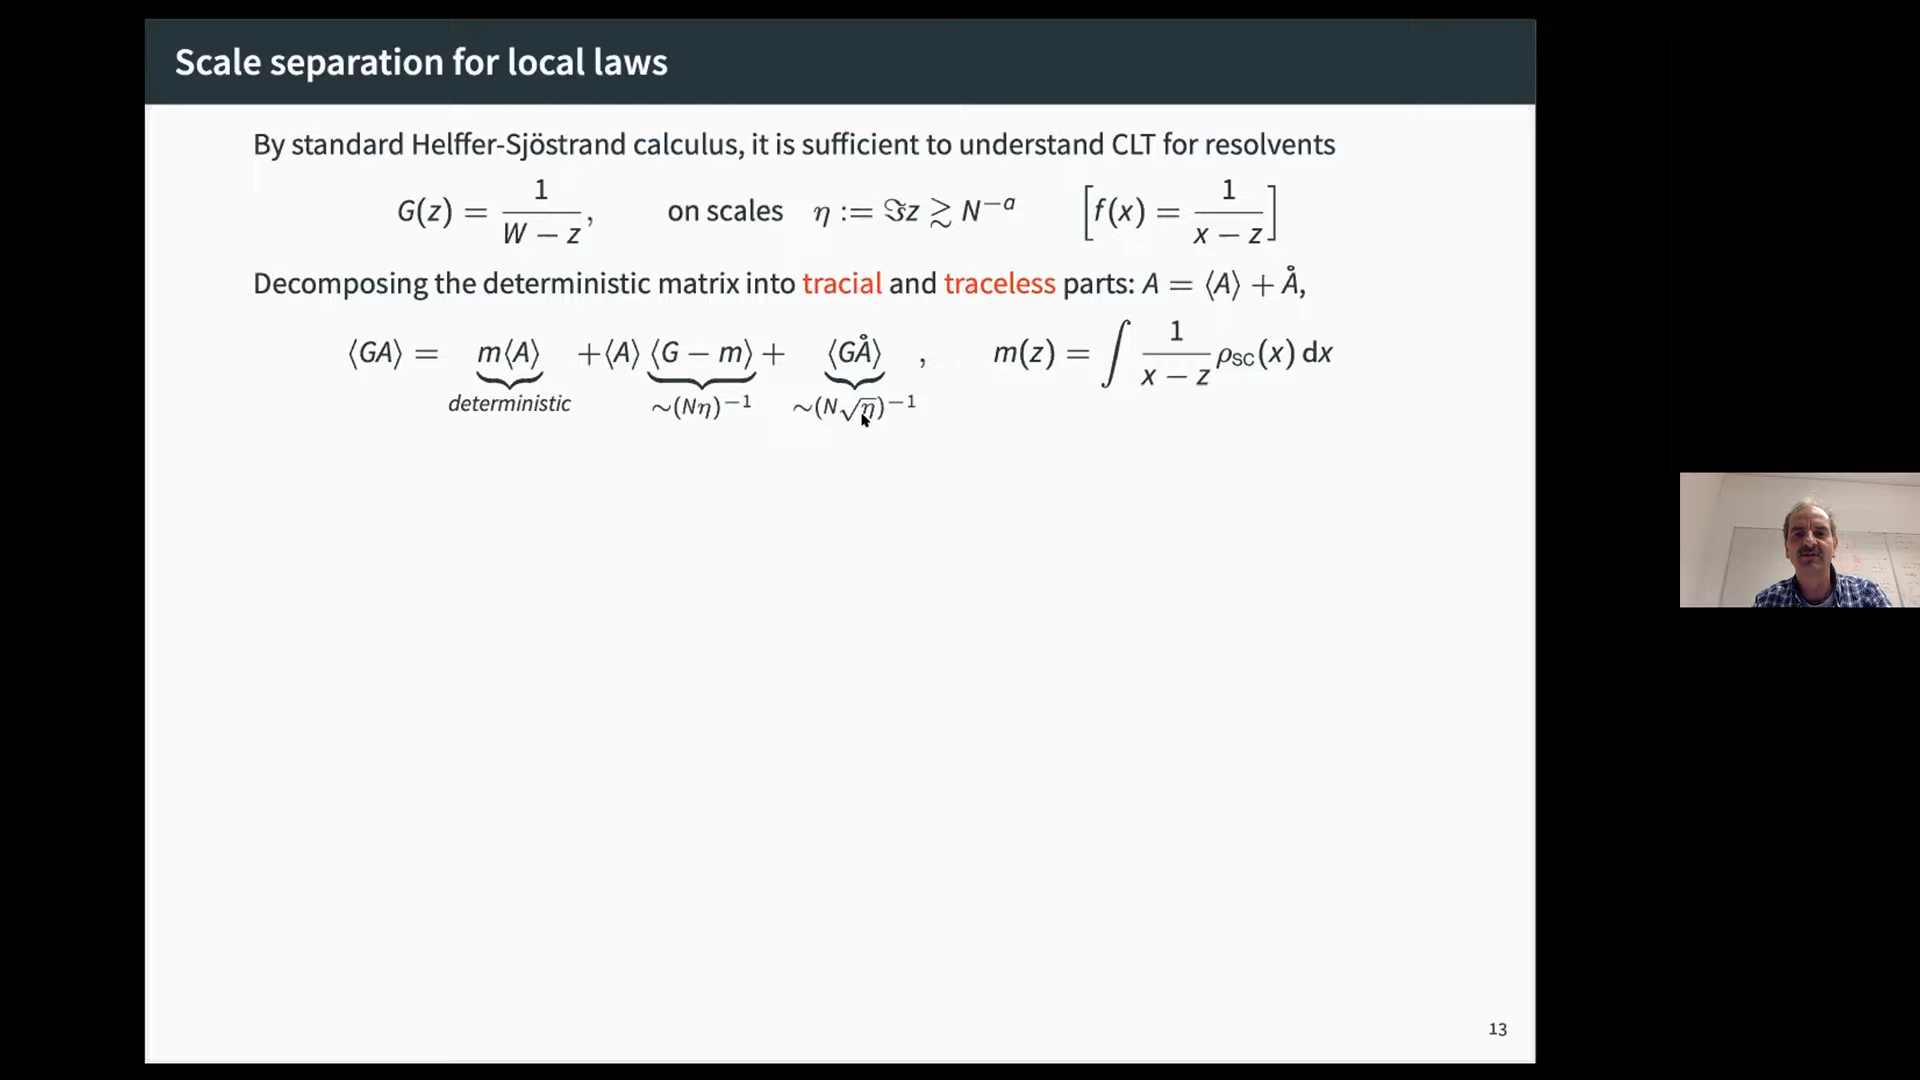 Scale separation for local laws
By standard Helffer-Sjöstrand calculus, it is sufficient to understand CLT for resolvents
G(z) = 1/(W − z), on scales η := ℑz ≳ N^{−a} [f(x) = 1/(x − z)]
Decomposing the deterministic matrix into tracial and traceless parts: A = ⟨A⟩ + Å,
⟨GA⟩ = m⟨A⟩ +⟨A⟩ ⟨G − m⟩ + ⟨GÅ⟩ , m(z) = ∫ 1/(x − z) ρ_{sc}(x) dx
deterministic ∼(Nη)^{−1} ∼(N√η)^{−1}
13